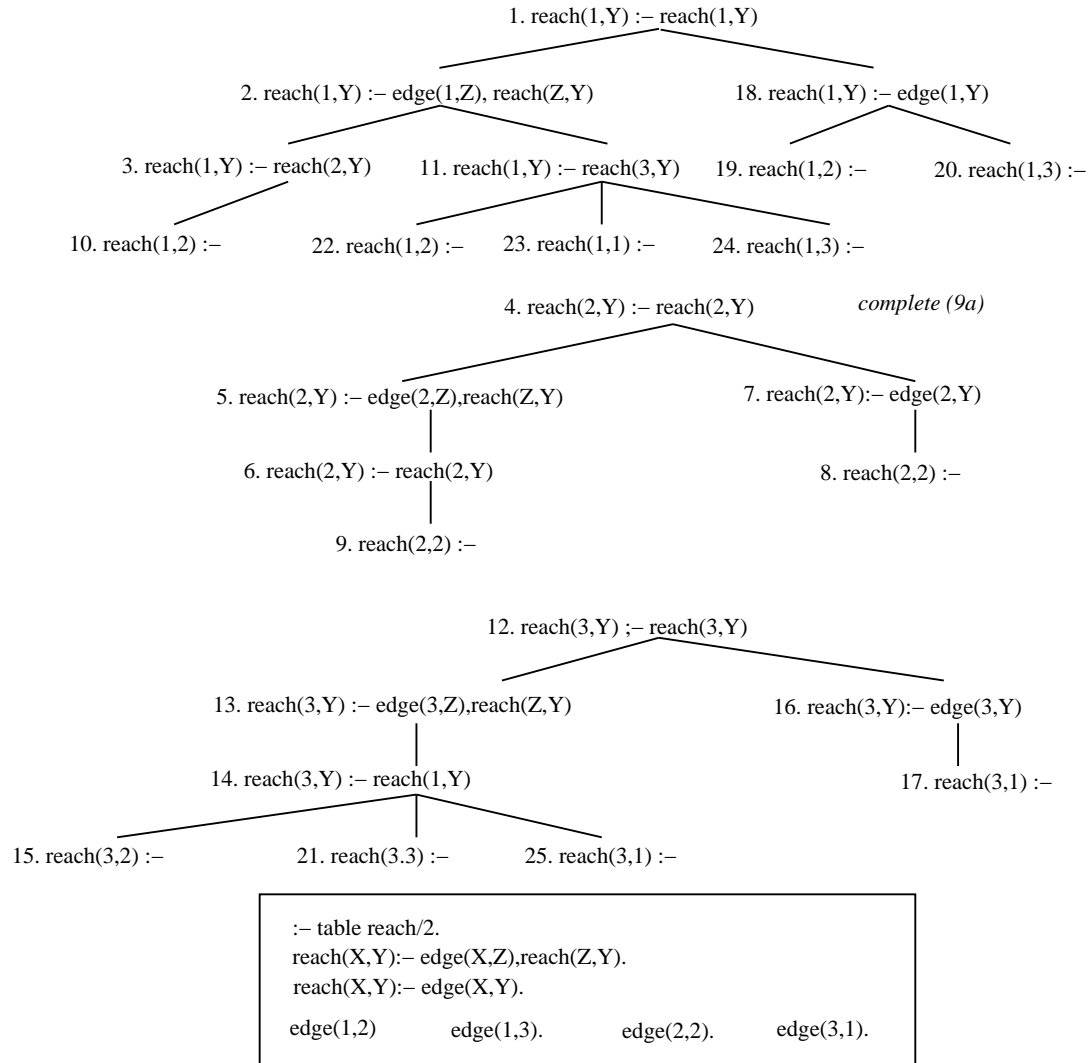 1. reach(1,Y) :− reach(1,Y)
2. reach(1,Y) :− edge(1,Z), reach(Z,Y)
18. reach(1,Y) :− edge(1,Y)
3. reach(1,Y) :− reach(2,Y)
11. reach(1,Y) :− reach(3,Y)
19. reach(1,2) :−
20. reach(1,3) :−
10. reach(1,2) :−
22. reach(1,2) :−
23. reach(1,1) :−
24. reach(1,3) :−
4. reach(2,Y) :− reach(2,Y)
complete (9a)
5. reach(2,Y) :− edge(2,Z),reach(Z,Y)
7. reach(2,Y):− edge(2,Y)
6. reach(2,Y) :− reach(2,Y)
8. reach(2,2) :−
9. reach(2,2) :−
12. reach(3,Y) ;− reach(3,Y)
13. reach(3,Y) :− edge(3,Z),reach(Z,Y)
16. reach(3,Y):− edge(3,Y)
14. reach(3,Y) :− reach(1,Y)
17. reach(3,1) :−
15. reach(3,2) :−
21. reach(3.3) :−
25. reach(3,1) :−
:− table reach/2.
reach(X,Y):− edge(X,Z),reach(Z,Y).
reach(X,Y):− edge(X,Y).
edge(1,2)
edge(1,3).
edge(2,2).
edge(3,1).